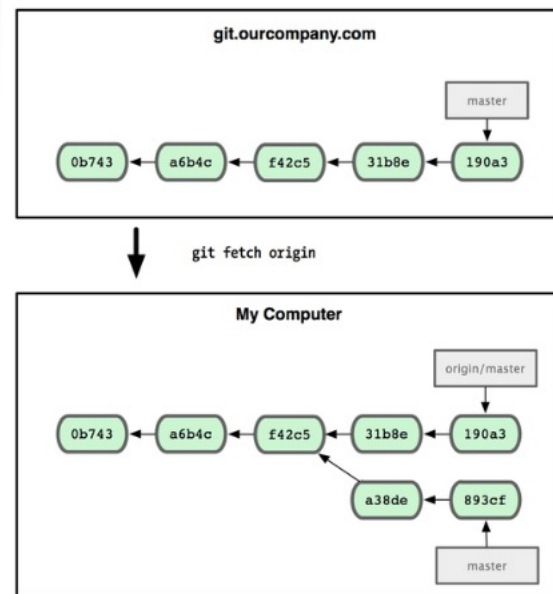 git.ourcompany.com
master
0b743 a6b4c f42c5 31b8e 190a3
git fetch origin
My Computer
origin/master
0b743 a6b4c f42c5 31b8e 190a3
a38de 893cf
master